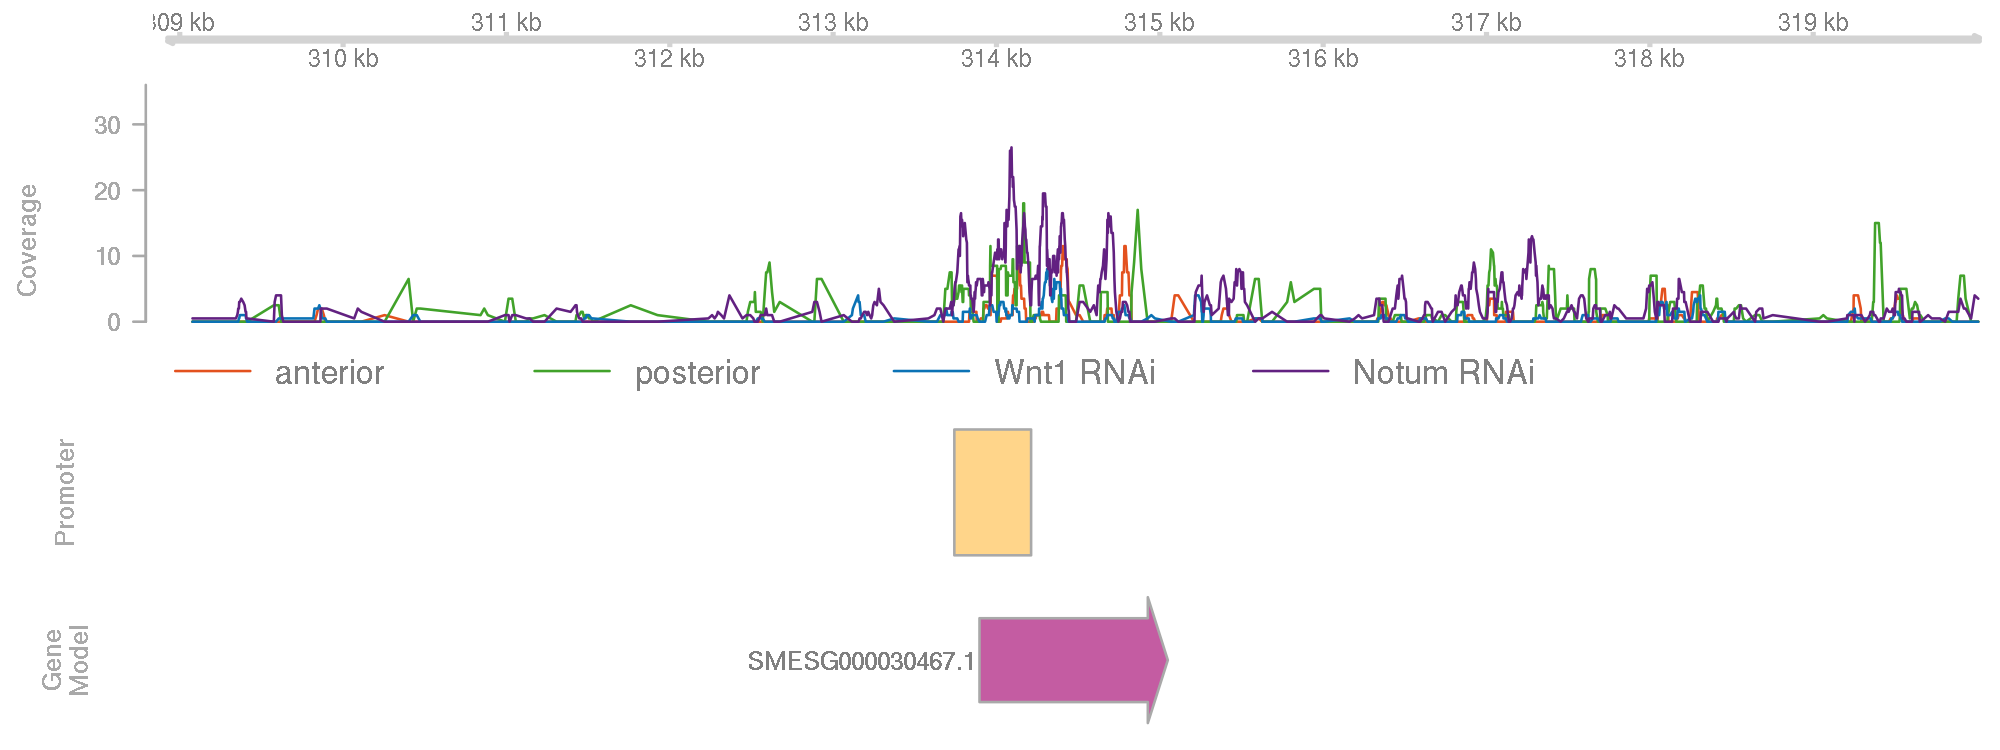 309 kb 311 kb 313 kb 315 kb 317 kb 319 kb
310 kb 312 kb 314 kb 316 kb 318 kb
Coverage
30
20
10
0
anterior posterior Wnt1 RNAi Notum RNAi
Promoter
Gene
Model
SMESG000030467.1